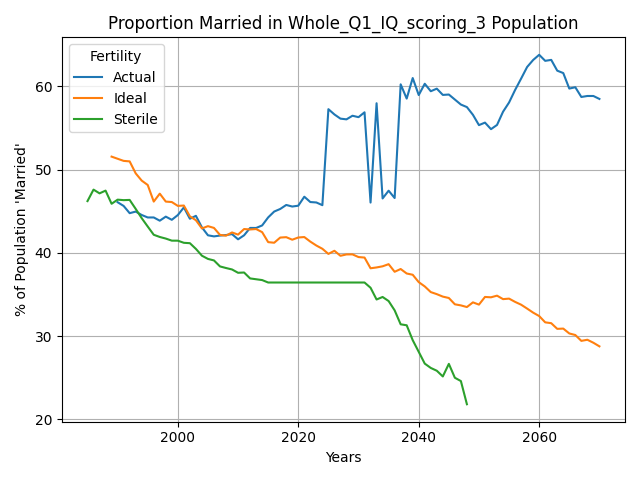 Proportion Married in Whole_Q1_IQ_scoring_3 Population
Fertility
Actual
Ideal
Sterile
% of Population 'Married'
60
50
40
30
20
2000
2020
2040
2060
Years